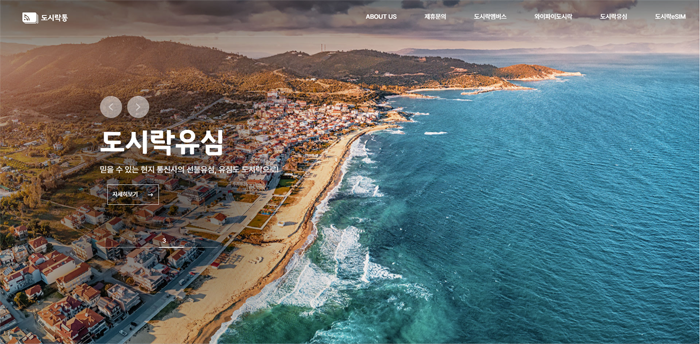 도시락통
ABOUT US 제휴문의 도시락멤버스 와이파이도시락 도시락유심 도시락eSIM
도시락유심
믿을 수 있는 현지 통신사의 선불유심, 유심도 도시락으로!
자세히보기
3